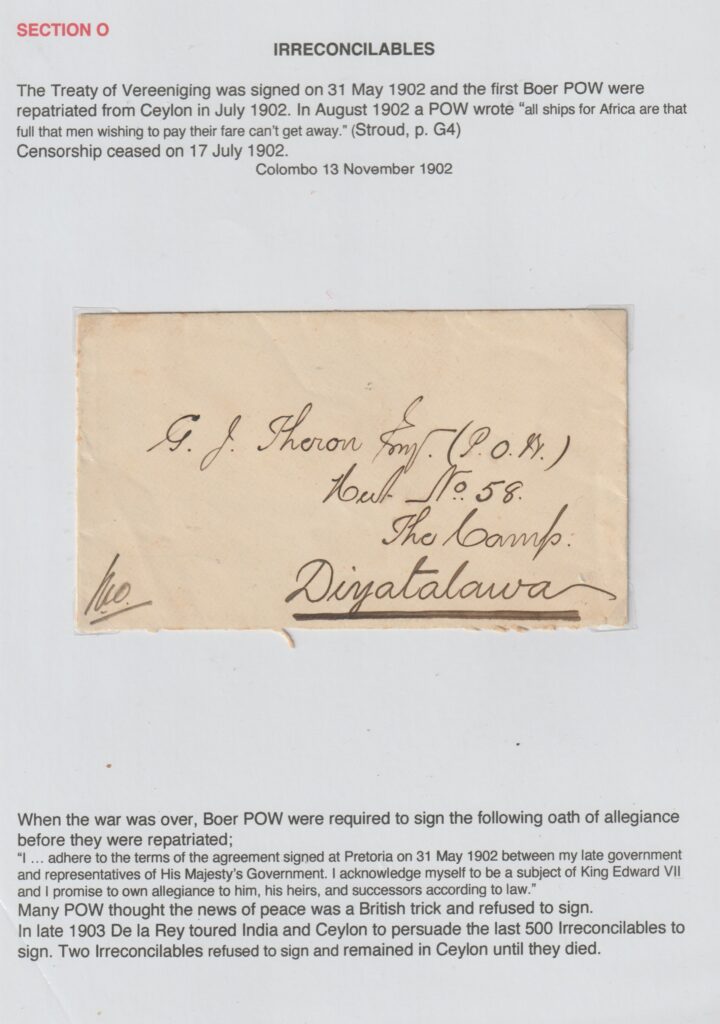 SECTION O
IRRECONCILABLES
The Treaty of Vereeniging was signed on 31 May 1902 and the first Boer POW were
repatriated from Ceylon in July 1902. In August 1902 a POW wrote “all ships for Africa are that
full that men wishing to pay their fare can't get away.” (Stroud, p. G4)
Censorship ceased on 17 July 1902.
Colombo 13 November 1902
G. J. Theron Esq. (P.O.W.)
Hut No. 58.
The Camp.
Diyatalawa
When the war was over, Boer POW were required to sign the following oath of allegiance
before they were repatriated;
“I ... adhere to the terms of the agreement signed at Pretoria on 31 May 1902 between my late government
and representatives of His Majesty's Government. I acknowledge myself to be a subject of King Edward VII
and I promise to own allegiance to him, his heirs, and successors according to law.”
Many POW thought the news of peace was a British trick and refused to sign.
In late 1903 De la Rey toured India and Ceylon to persuade the last 500 Irreconcilables to
sign. Two Irreconcilables refused to sign and remained in Ceylon until they died.